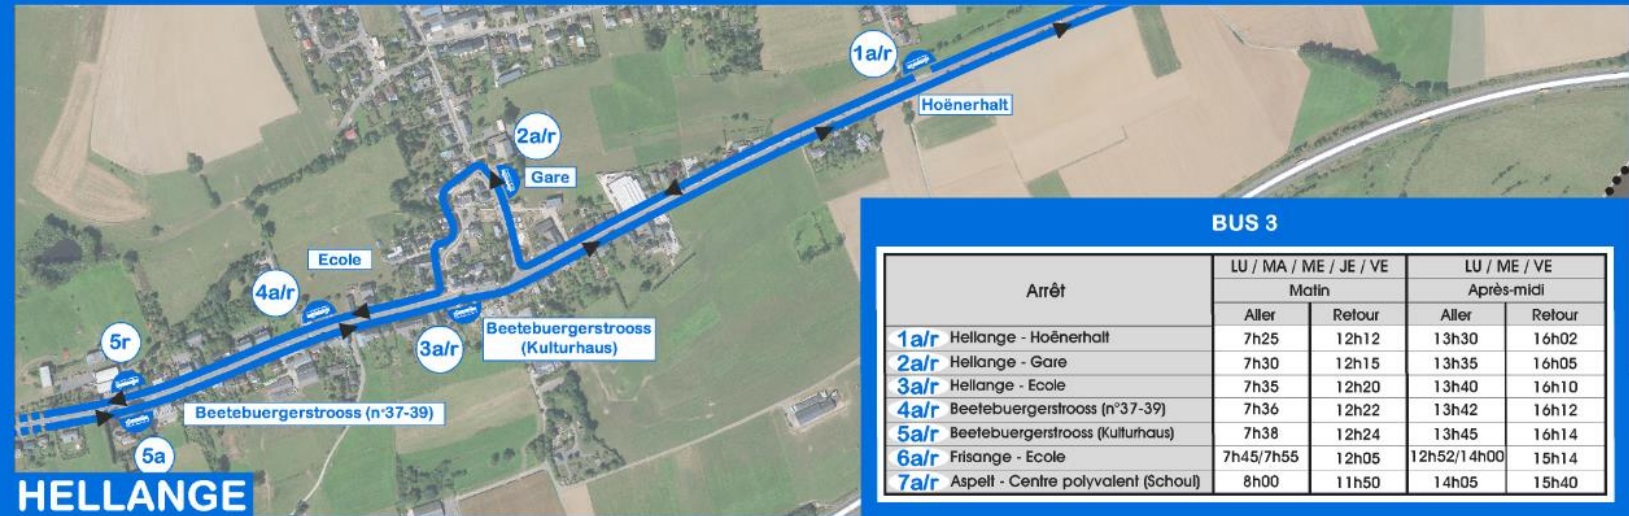 1a/r
Hoënerhalt
2a/r
Gare
Ecole
4a/r
3a/r
Beetebuergerstrooss
(Kulturhaus)
5r
Beetebuergerstrooss (n°37-39)
5a
HELLANGE
BUS 3
Arrêt LU / MA / ME / JE / VE LU / ME / VE
Matin Après-midi
Aller Retour Aller Retour
1a/r Hellange - Hoënerhalt 7h25 12h12 13h30 16h02
2a/r Hellange - Gare 7h30 12h15 13h35 16h05
3a/r Hellange - Ecole 7h35 12h20 13h40 16h10
4a/r Beetebuergerstrooss (n°37-39) 7h36 12h22 13h42 16h12
5a/r Beetebuergerstrooss (Kulturhaus) 7h38 12h24 13h45 16h14
6a/r Frisange - Ecole 7h45/7h55 12h05 12h52/14h00 15h14
7a/r Aspelt - Centre polyvalent (Schoul) 8h00 11h50 14h05 15h40